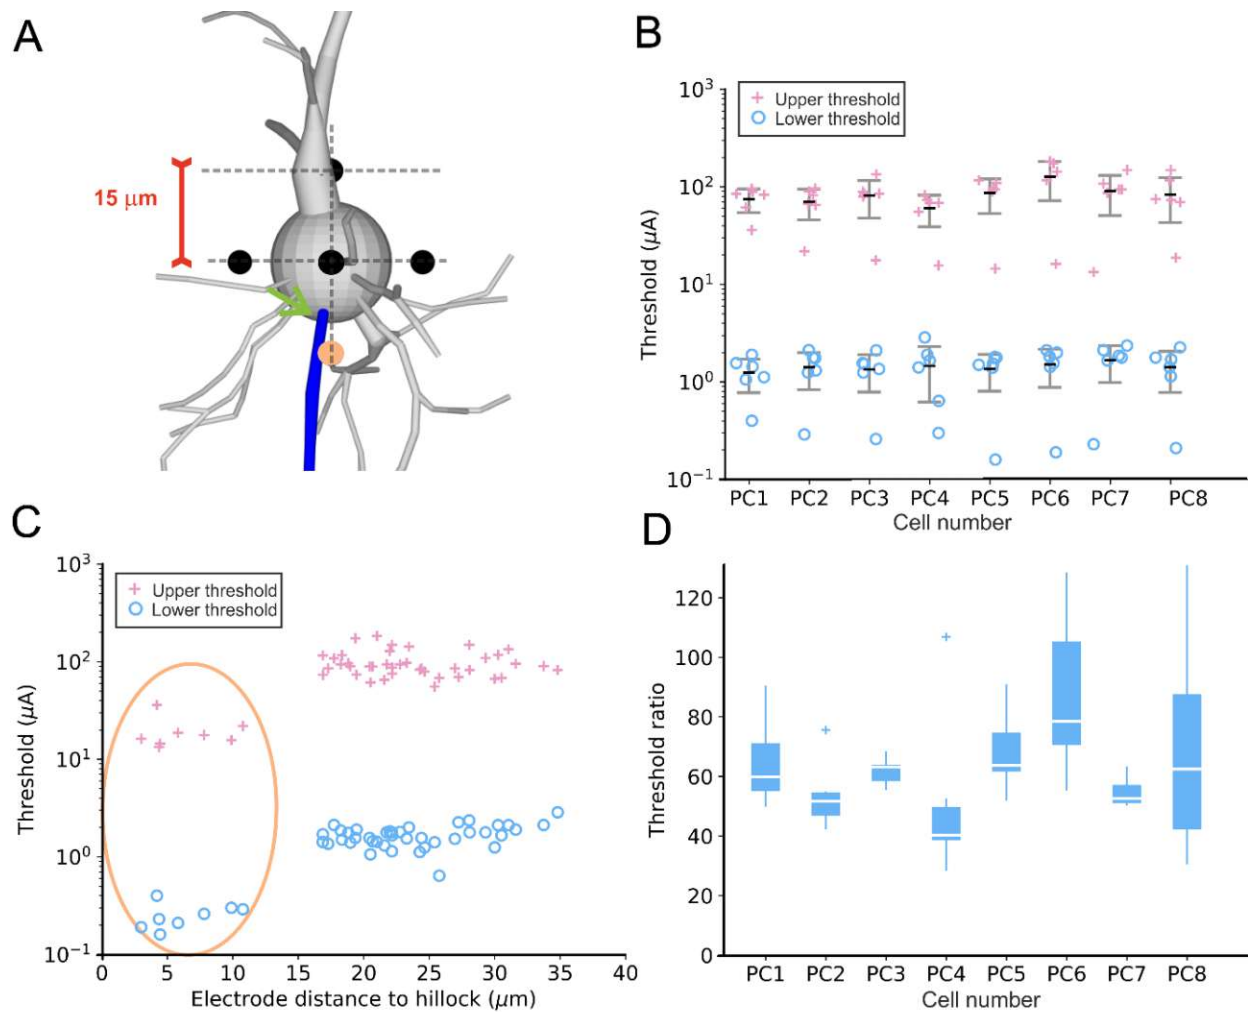 A
15 μm
B
Upper threshold
Lower threshold
10³
10²
10¹
10⁰
10⁻¹
Threshold (μA)
PC1 PC2 PC3 PC4 PC5 PC6 PC7 PC8
Cell number
C
Upper threshold
Lower threshold
10³
10²
10¹
10⁰
10⁻¹
Threshold (μA)
0 5 10 15 20 25 30 35 40
Electrode distance to hillock (μm)
D
120
100
80
60
40
20
0
Threshold ratio
PC1 PC2 PC3 PC4 PC5 PC6 PC7 PC8
Cell number